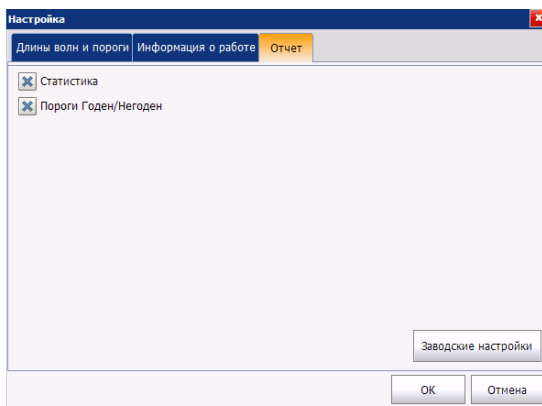 Настройка
Длины волн и пороги Информация о работе Отчет
Статистика
Пороги Годен/Негоден
Заводские настройки
OK Отмена